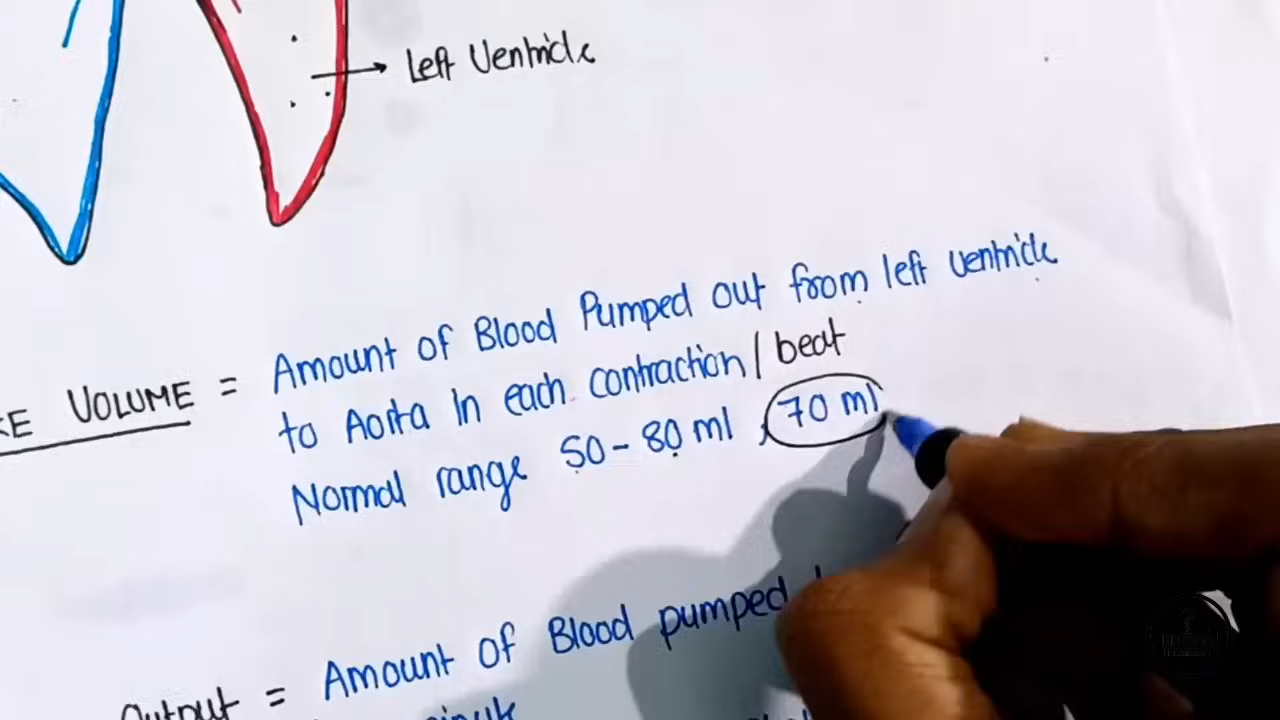 Left Ventricle
VOLUME = Amount of Blood Pumped out from left ventricle
to Aorta in each contraction / beat
Normal range 50 - 80 ml, 70 ml
Output = Amount of Blood pumped